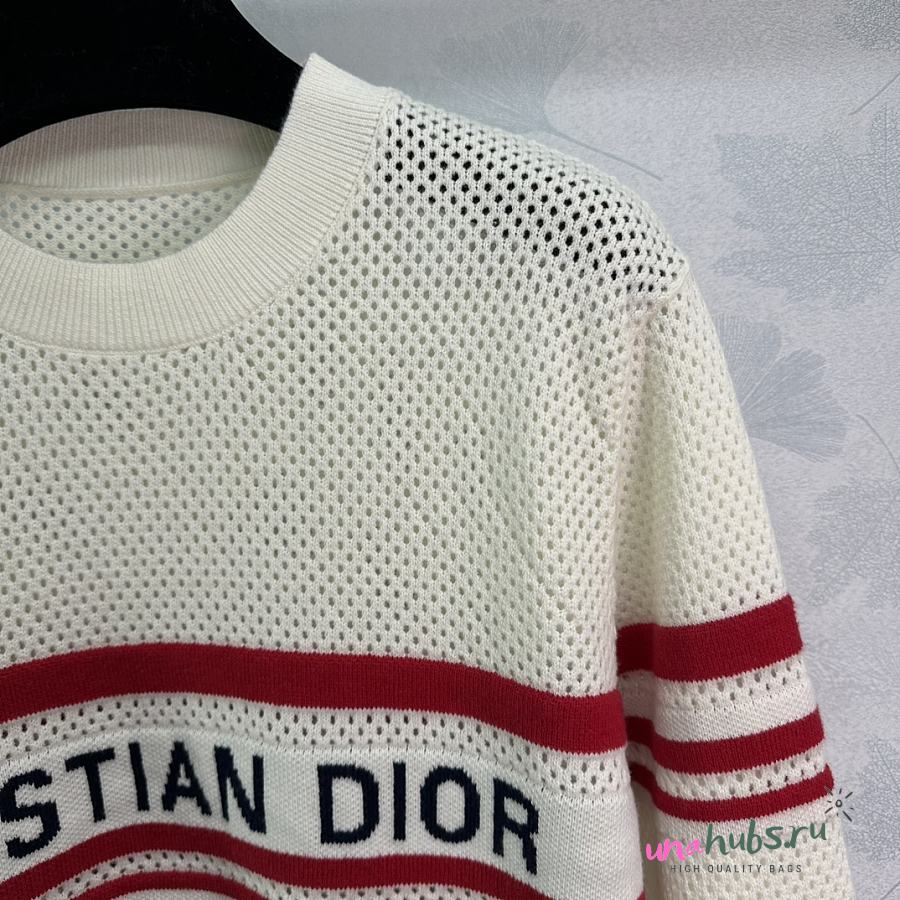 STIAN DIOR
unahubs.ru
HIGH QUALITY BAGS